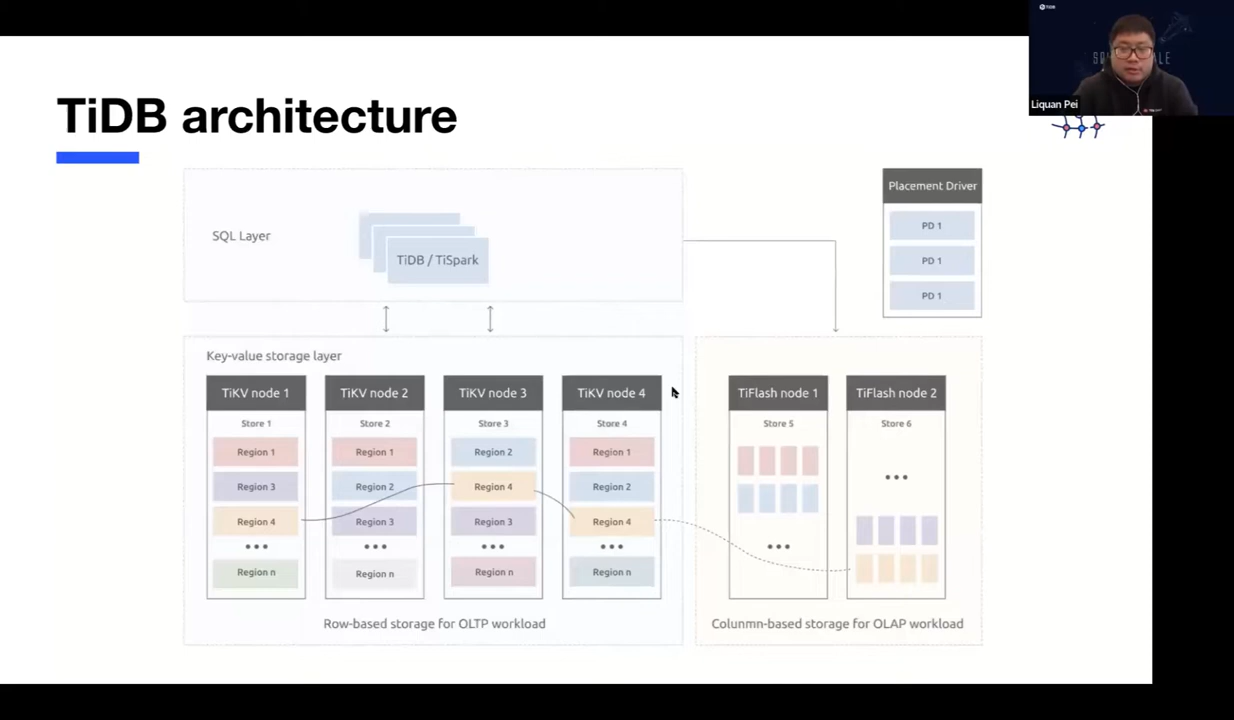 TiDB
Liquan Pei
TiDB architecture
SQL Layer
TiDB / TiSpark
Placement Driver
PD 1
PD 1
PD 1
Key-value storage layer
TiKV node 1
Store 1
Region 1
Region 3
Region 4
Region n
TiKV node 2
Store 2
Region 1
Region 2
Region 3
Region n
TiKV node 3
Store 3
Region 2
Region 4
Region 3
Region n
TiKV node 4
Store 4
Region 1
Region 2
Region 4
Region n
Row-based storage for OLTP workload
TiFlash node 1
Store 5
TiFlash node 2
Store 6
Colunmn-based storage for OLAP workload